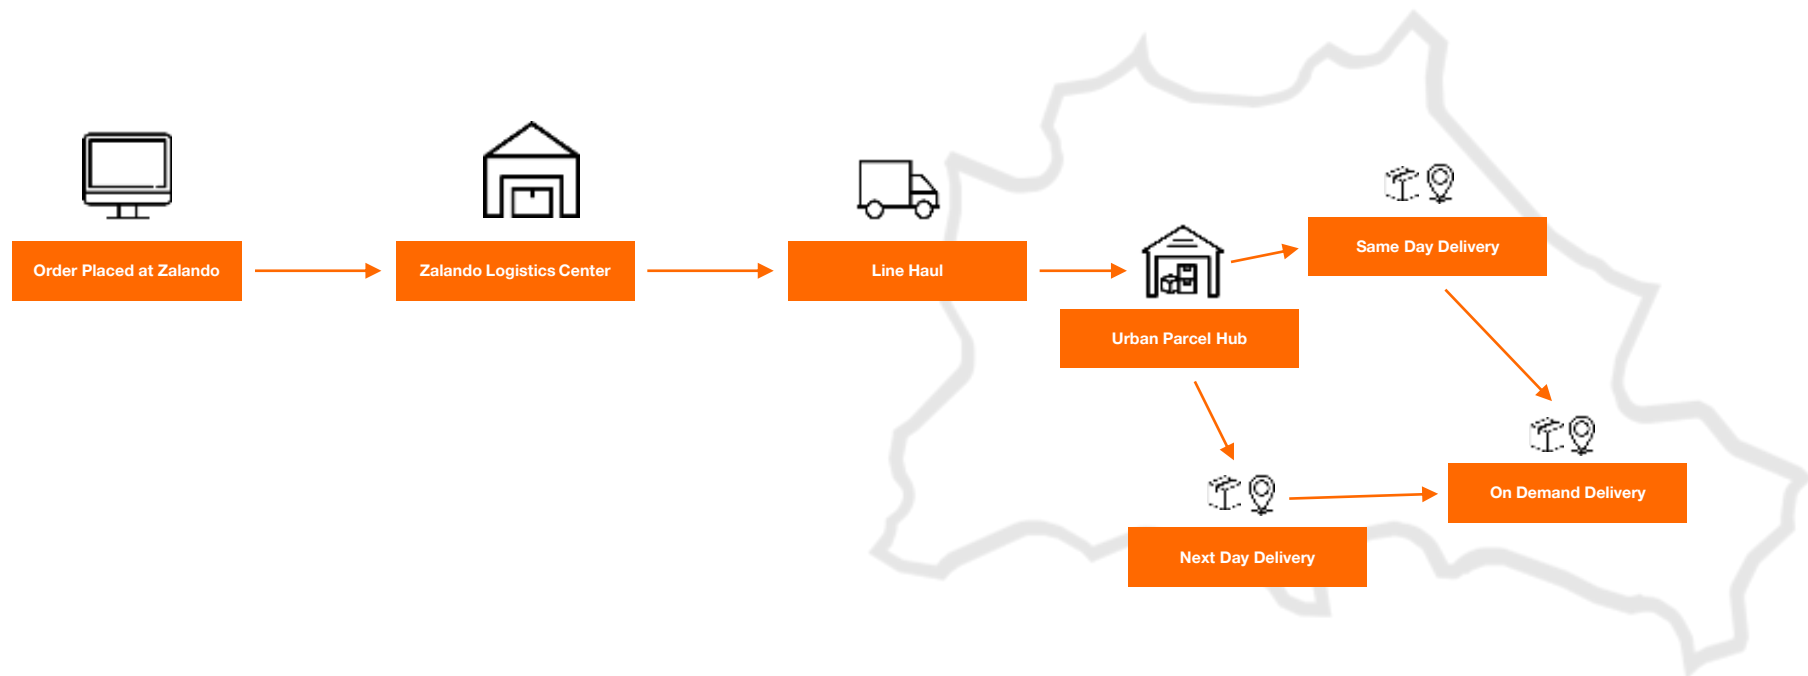 Order Placed at Zalando
Zalando Logistics Center
Line Haul
Urban Parcel Hub
Same Day Delivery
On Demand Delivery
Next Day Delivery